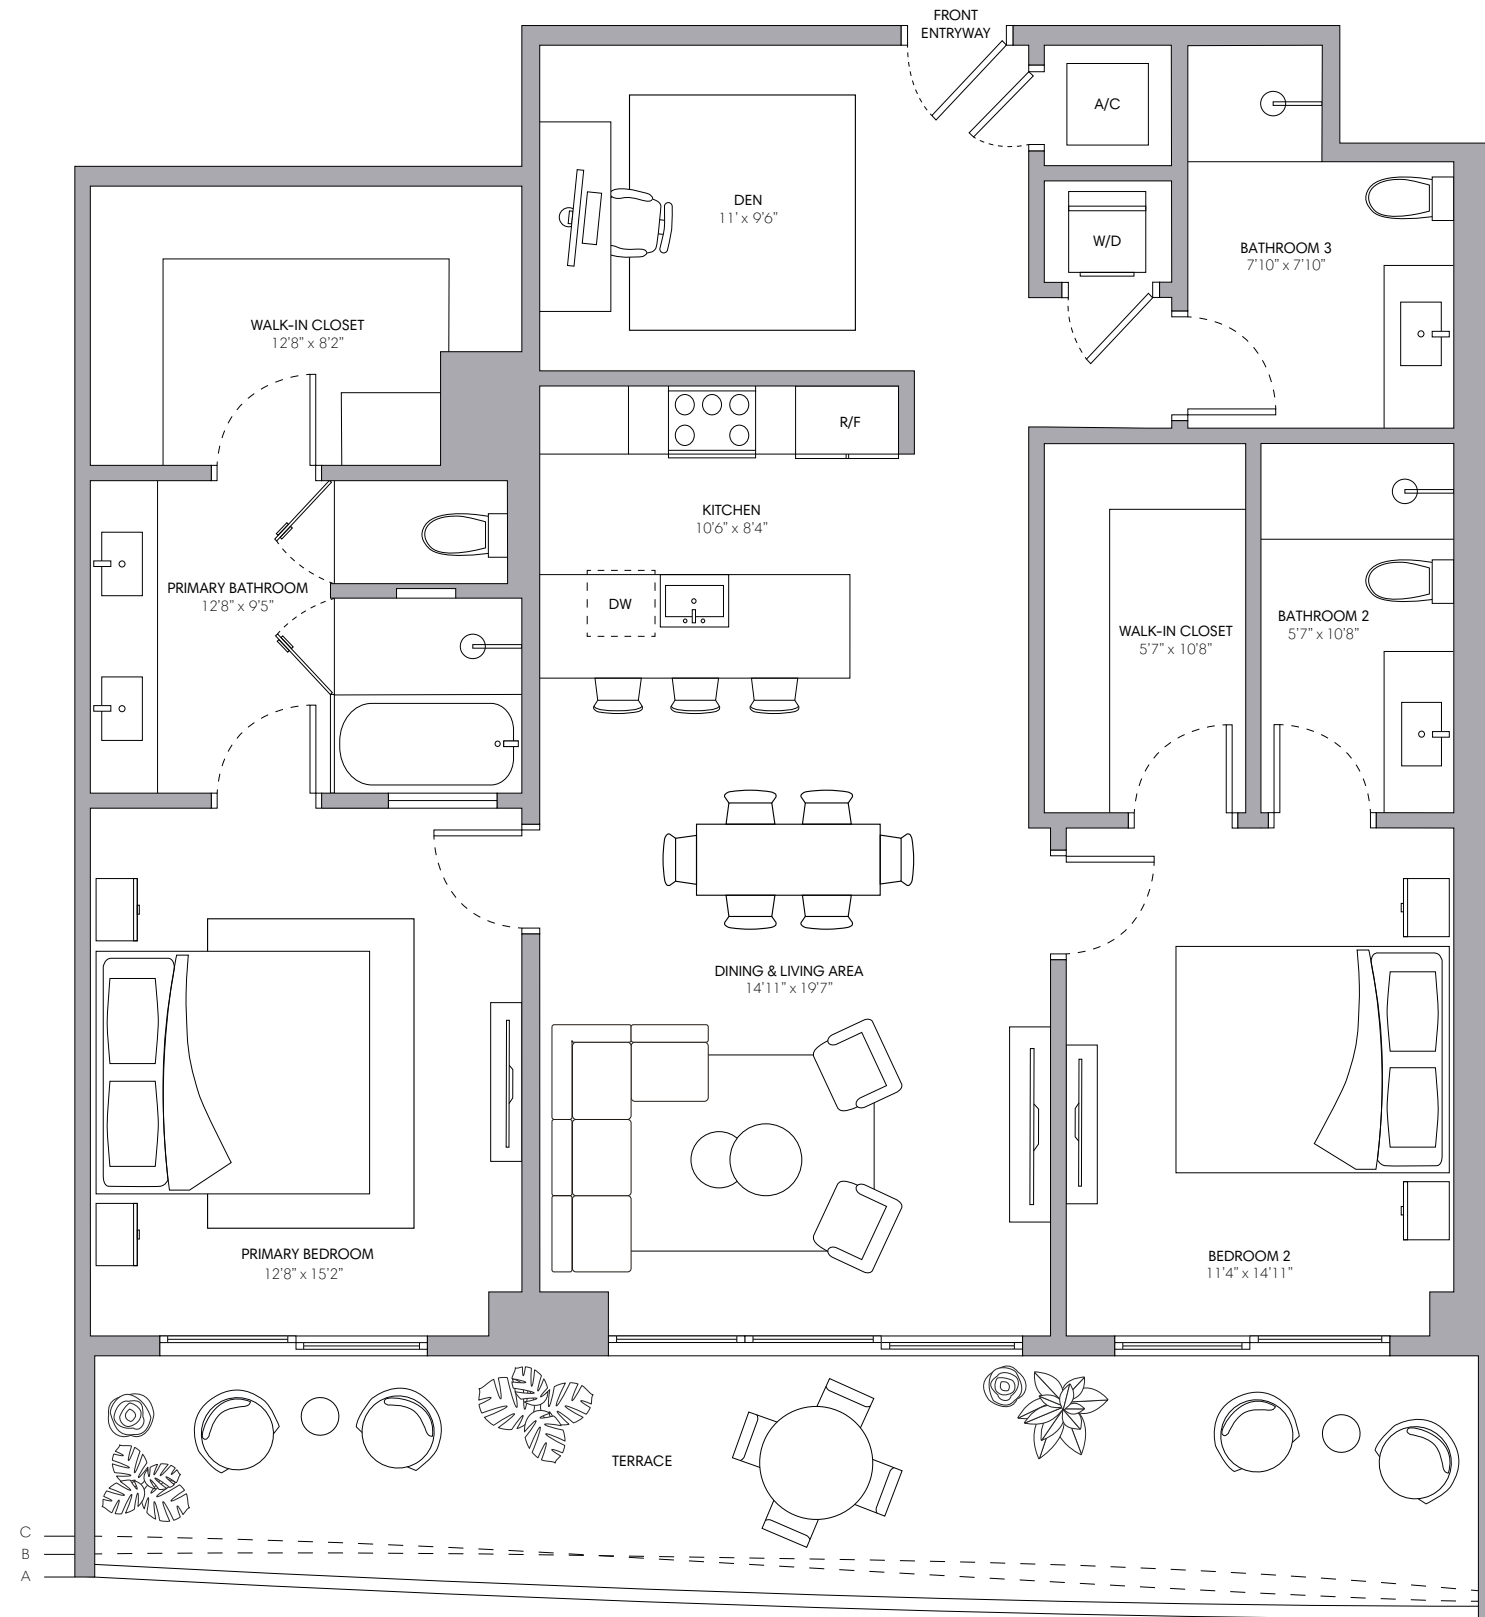 FRONT
ENTRYWAY
A/C
DEN
11' x 9'6"
W/D
BATHROOM 3
7'10" x 7'10"
WALK-IN CLOSET
12'8" x 8'2"
R/F
KITCHEN
10'6" x 8'4"
PRIMARY BATHROOM
12'8" x 9'5"
DW
WALK-IN CLOSET
5'7" x 10'8"
BATHROOM 2
5'7" x 10'8"
DINING & LIVING AREA
14'11" x 19'7"
PRIMARY BEDROOM
12'8" x 15'2"
BEDROOM 2
11'4" x 14'11"
TERRACE
C
B
A